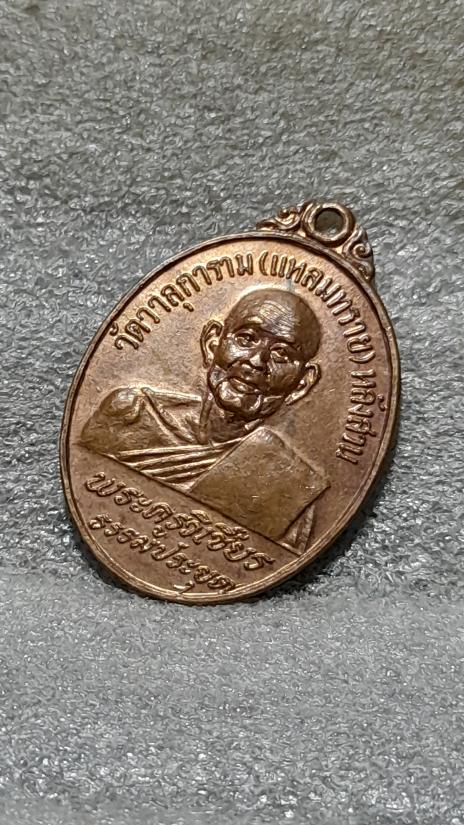 วัดวาลุการาม (แหลมทราย) หลังสวน
พระครูวิเชียร
ธรรมประยุต